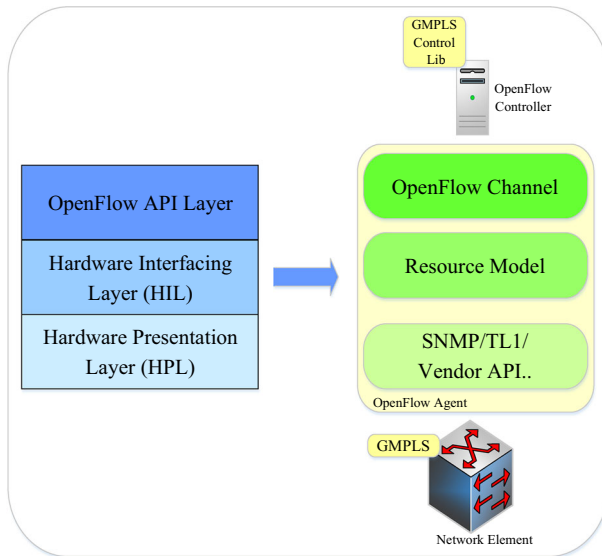 GMPLS
Control
Lib
OpenFlow
Controller
OpenFlow API Layer
Hardware Interfacing
Layer (HIL)
Hardware Presentation
Layer (HPL)
OpenFlow Channel
Resource Model
SNMP/TL1/
Vendor API..
OpenFlow Agent
GMPLS
Network Element